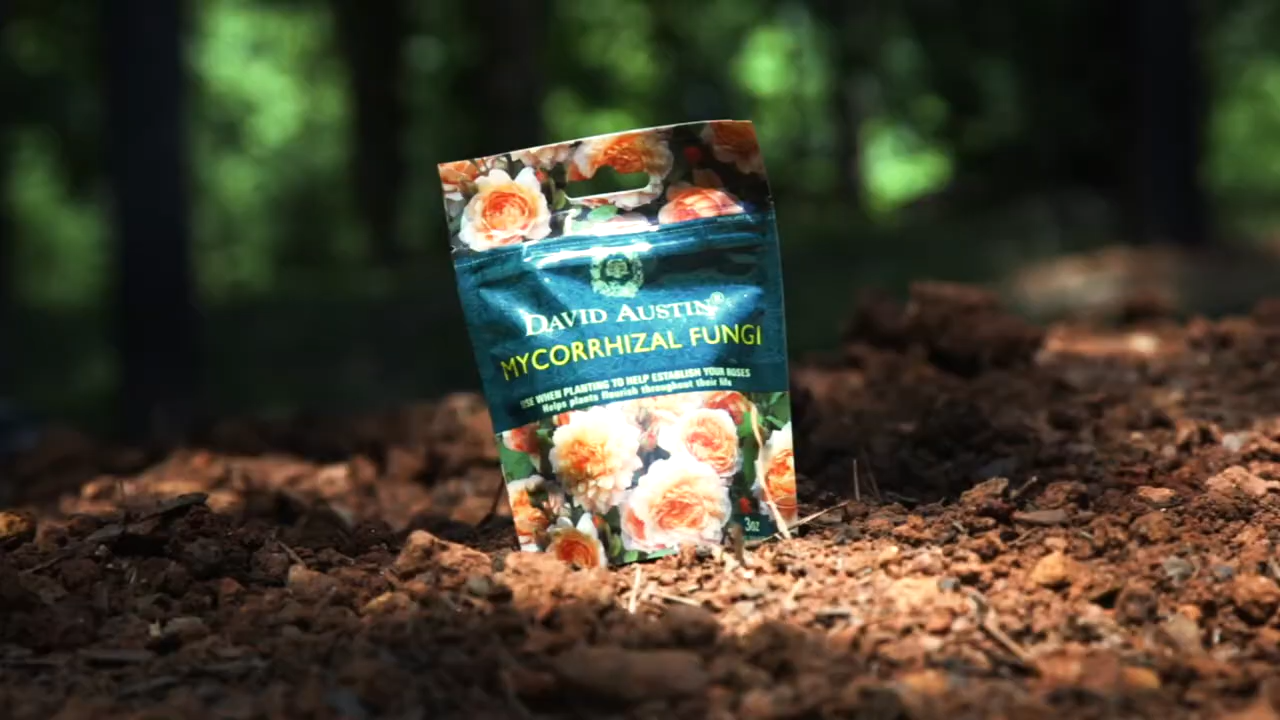 DAVID AUSTIN®
MYCORRHIZAL FUNGI
USE WHEN PLANTING TO HELP ESTABLISH YOUR ROSES
Helps plants flourish throughout their life
3oz